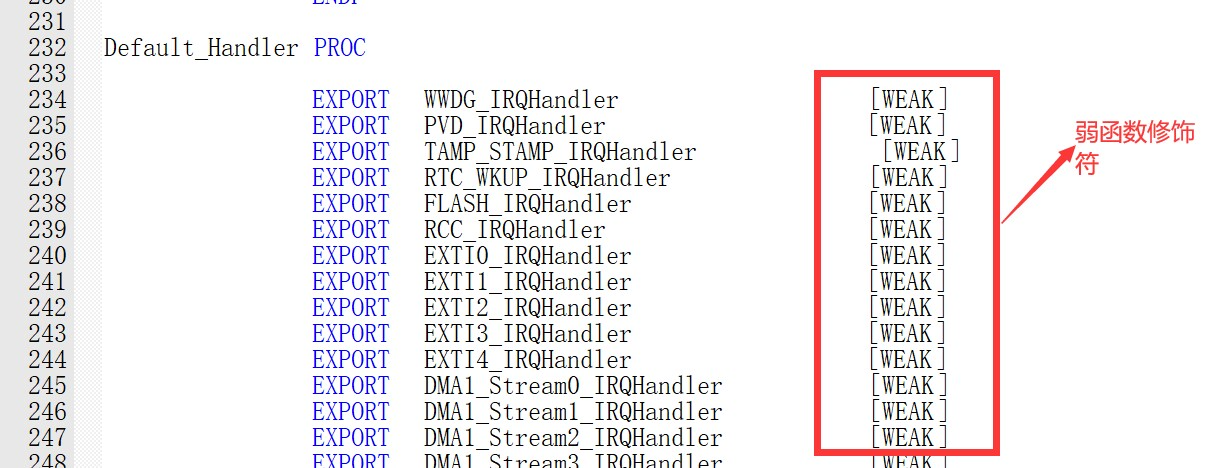 230 ENDP
231
232 Default_Handler PROC
233
234 EXPORT WWDG_IRQHandler [WEAK]
235 EXPORT PVD_IRQHandler [WEAK]
236 EXPORT TAMP_STAMP_IRQHandler [WEAK]
237 EXPORT RTC_WKUP_IRQHandler [WEAK]
238 EXPORT FLASH_IRQHandler [WEAK]
239 EXPORT RCC_IRQHandler [WEAK]
240 EXPORT EXTI0_IRQHandler [WEAK]
241 EXPORT EXTI1_IRQHandler [WEAK]
242 EXPORT EXTI2_IRQHandler [WEAK]
243 EXPORT EXTI3_IRQHandler [WEAK]
244 EXPORT EXTI4_IRQHandler [WEAK]
245 EXPORT DMA1_Stream0_IRQHandler [WEAK]
246 EXPORT DMA1_Stream1_IRQHandler [WEAK]
247 EXPORT DMA1_Stream2_IRQHandler [WEAK]
248 EXPORT DMA1_Stream3_IRQHandler [WEAK]
弱函数修饰
符